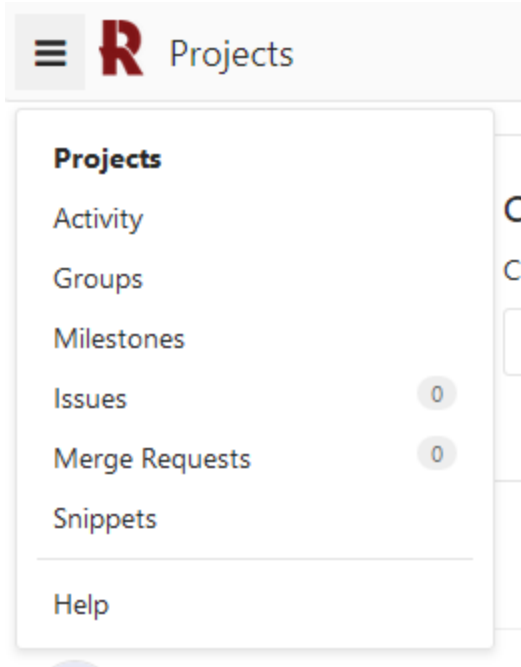 Projects
Projects
Activity
Groups
Milestones
Issues 0
Merge Requests 0
Snippets
Help